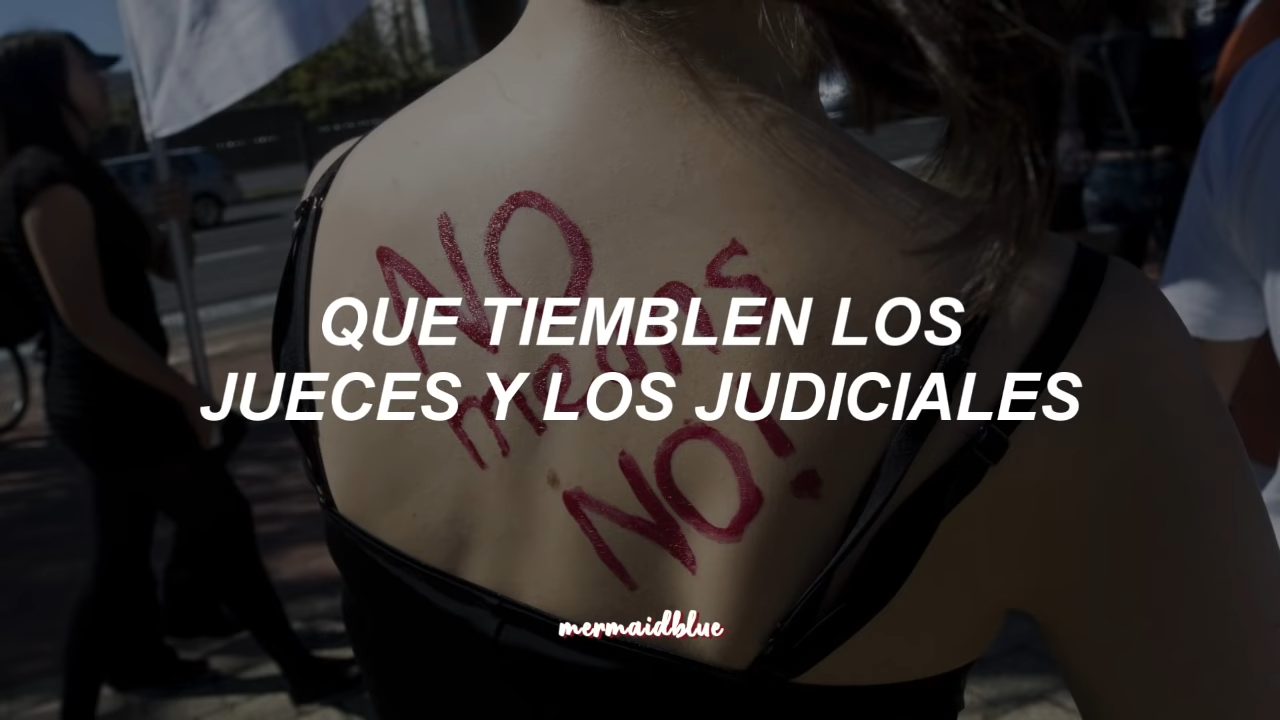 NO
means
NO!
QUE TIEMBLEN LOS
JUECES Y LOS JUDICIALES
mermaidblue